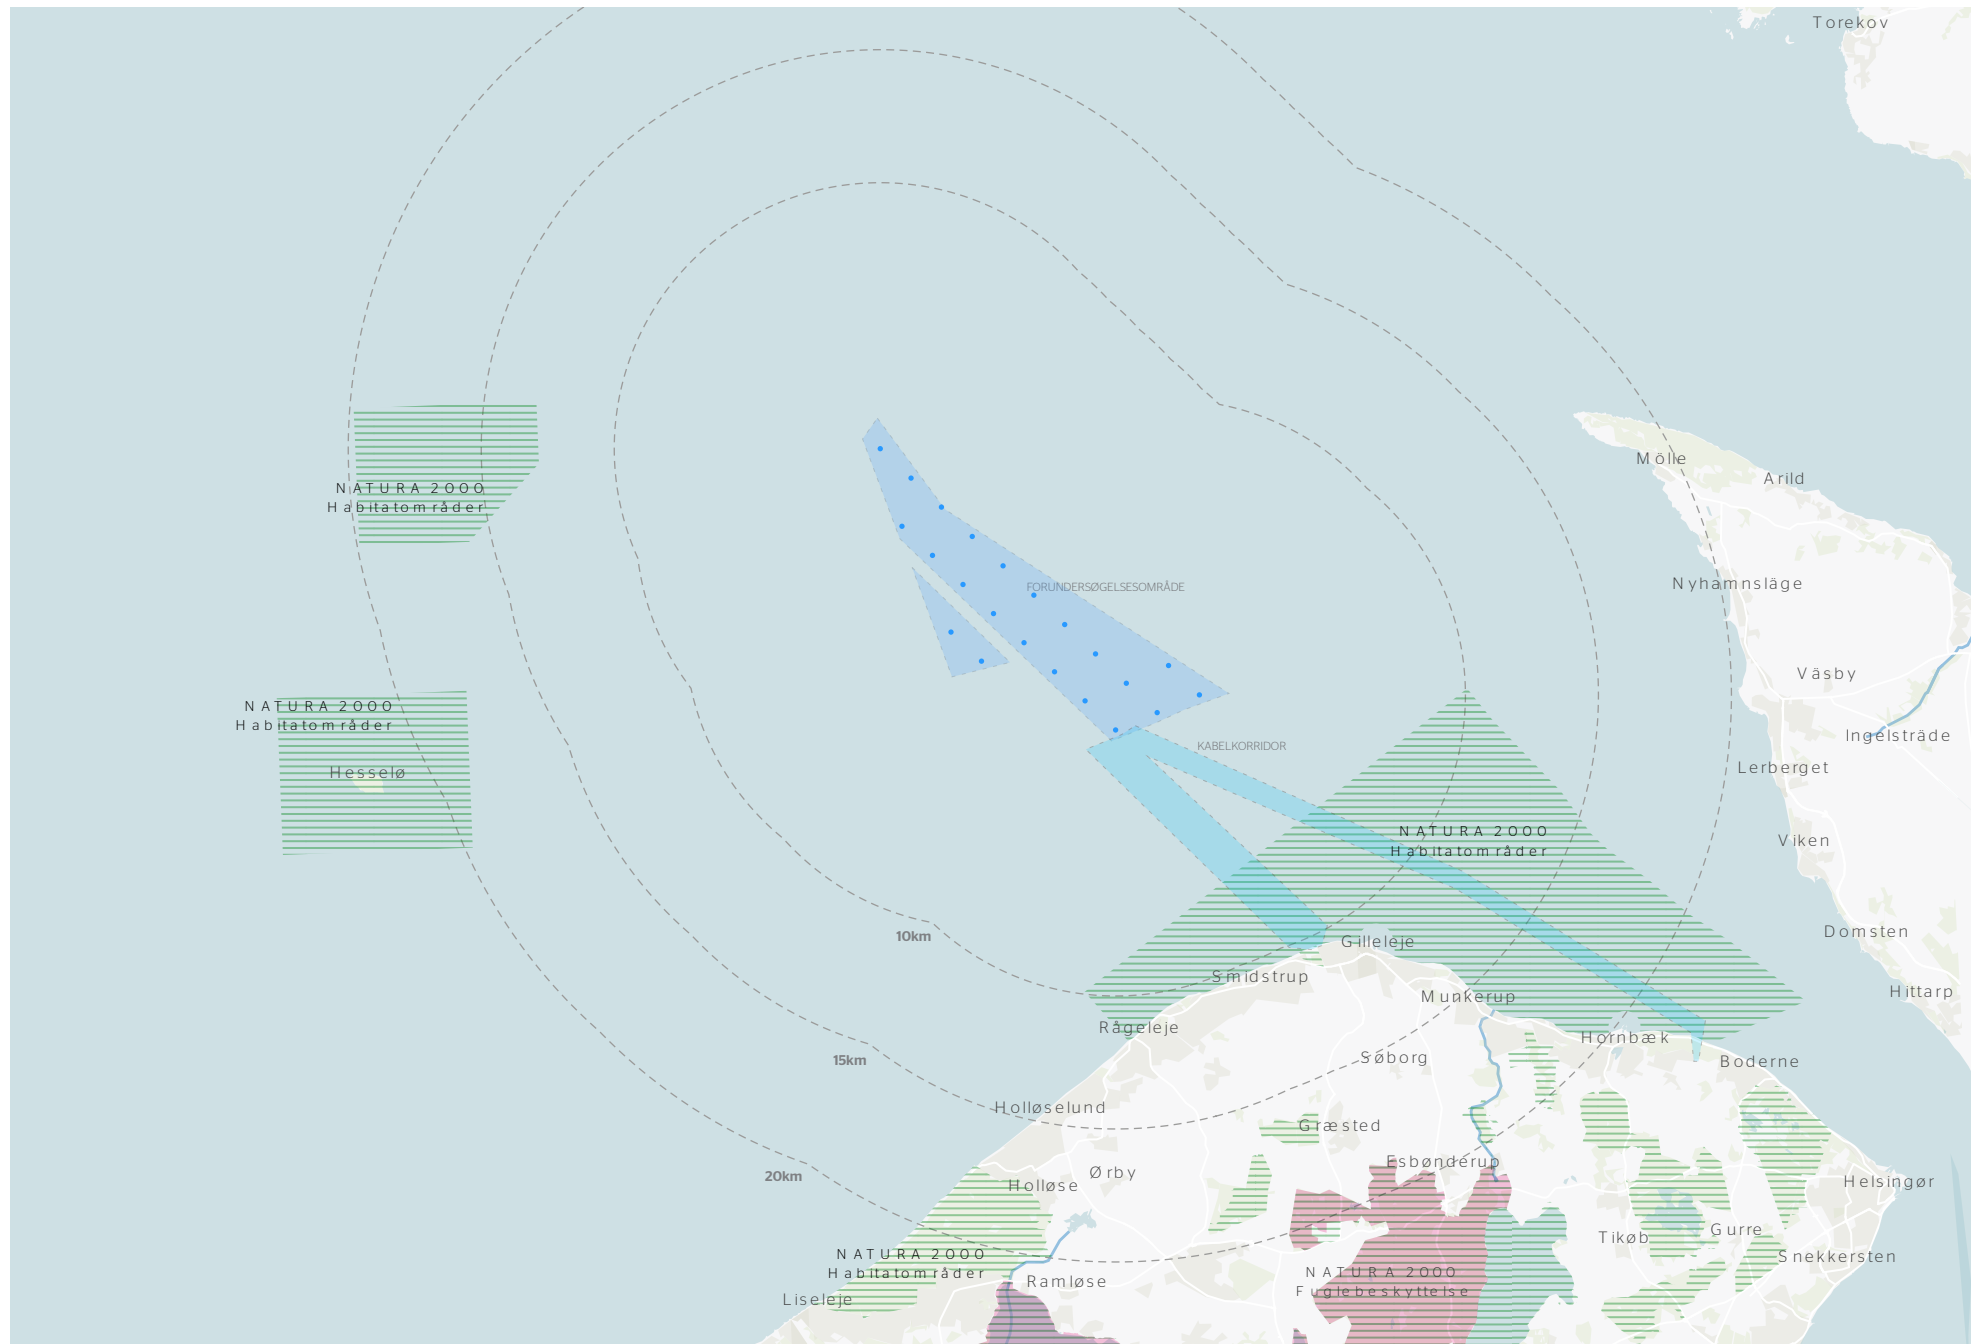 Torekov
Mölle
Arild
NATURA 2000
Habitatområder
FORUNDERSØGELSESOMRÅDE
Nyhamnsläge
Väsby
NATURA 2000
Habitatområder
Ingelsträde
KABELKORRIDOR
Hesselø
Lerberget
NATURA 2000
Habitatområder
Viken
10km
Gilleleje
Domsten
Smidstrup
Munkerup
Hittarp
Rågeleje
Hornbæk
15km
Søborg
Boderne
Holløselund
Græsted
Esbønderup
20km
Ørby
Holløse
Helsingør
Tikøb
Gurre
NATURA 2000
Habitatområder
Snekkersten
NATURA 2000
Fuglebeskyttelse
Ramløse
Liseleje